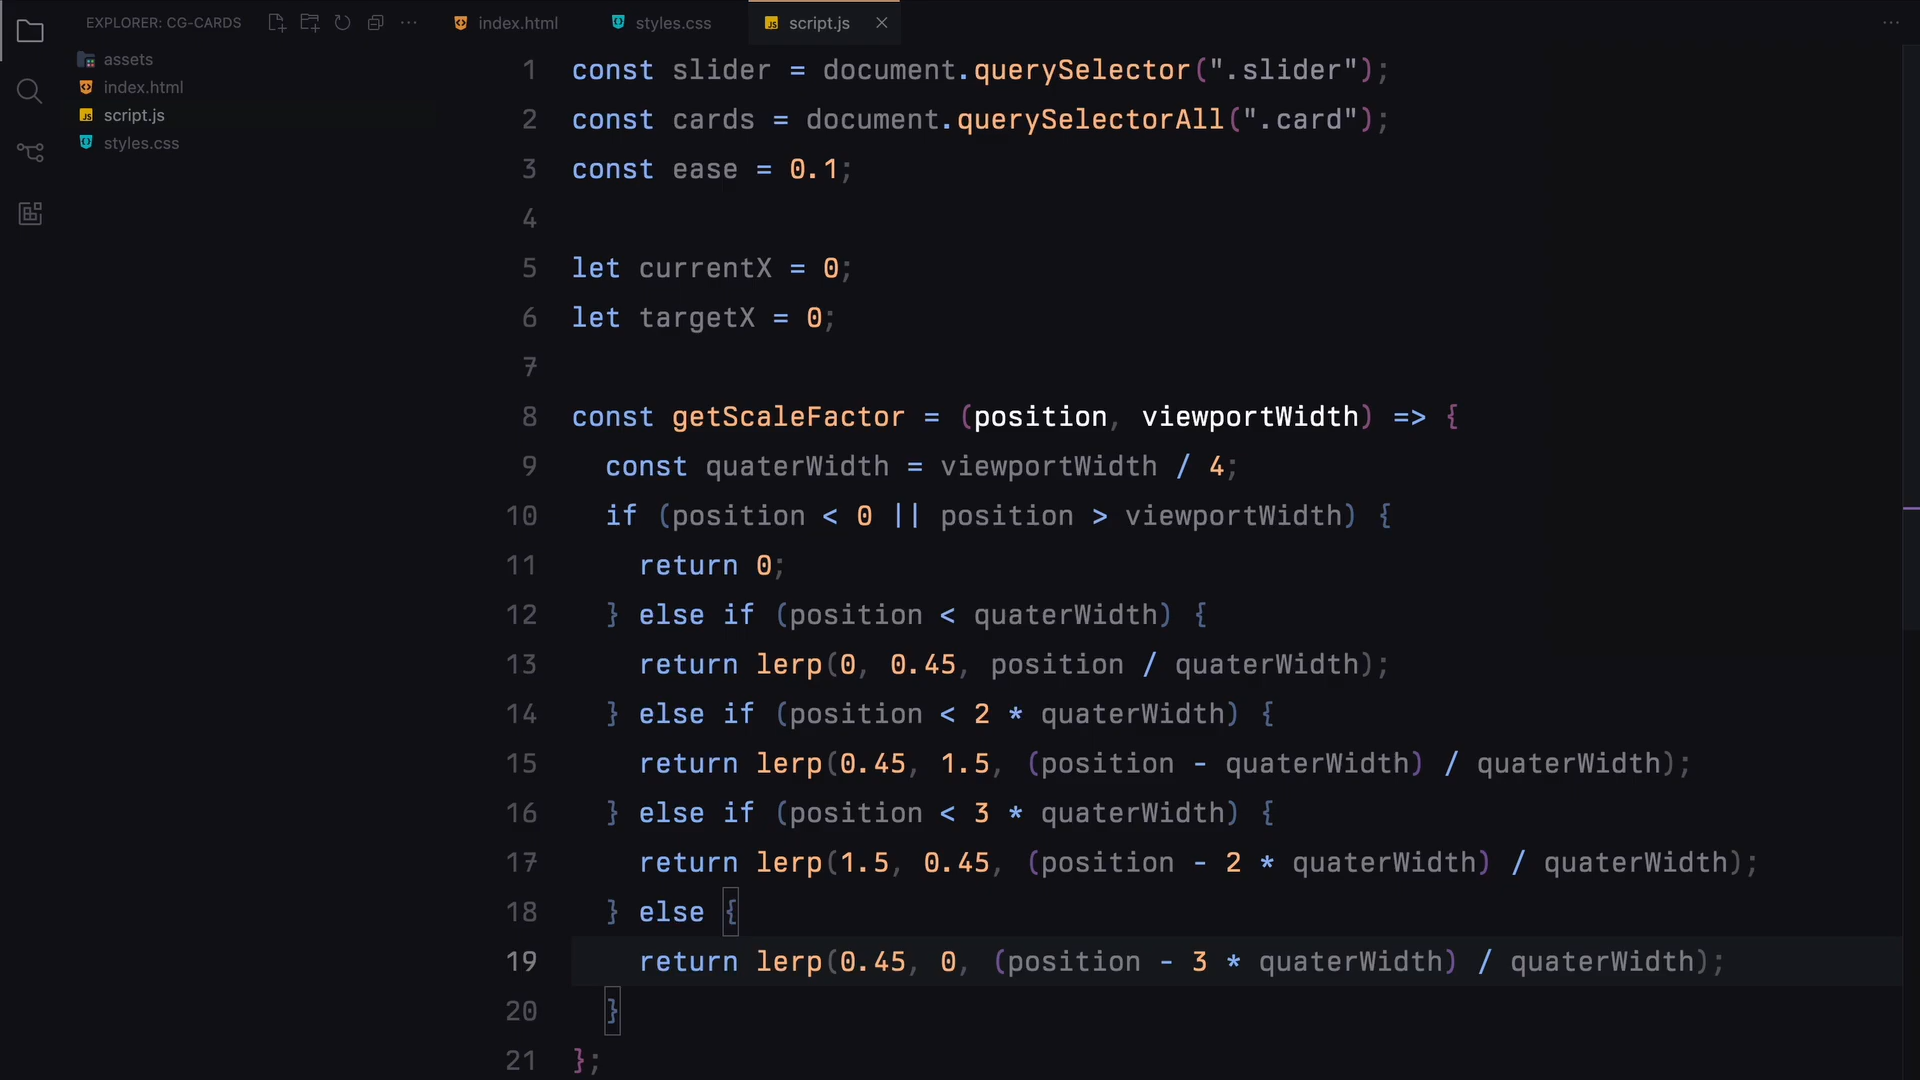 EXPLORER: CG-CARDS
assets
index.html
script.js
styles.css
index.html
styles.css
script.js
1 const slider = document.querySelector(".slider");
2 const cards = document.querySelectorAll(".card");
3 const ease = 0.1;
4
5 let currentX = 0;
6 let targetX = 0;
7
8 const getScaleFactor = (position, viewportWidth) => {
9 const quaterWidth = viewportWidth / 4;
10 if (position < 0 || position > viewportWidth) {
11 return 0;
12 } else if (position < quaterWidth) {
13 return lerp(0, 0.45, position / quaterWidth);
14 } else if (position < 2 * quaterWidth) {
15 return lerp(0.45, 1.5, (position - quaterWidth) / quaterWidth);
16 } else if (position < 3 * quaterWidth) {
17 return lerp(1.5, 0.45, (position - 2 * quaterWidth) / quaterWidth);
18 } else {
19 return lerp(0.45, 0, (position - 3 * quaterWidth) / quaterWidth);
20 }
21 };